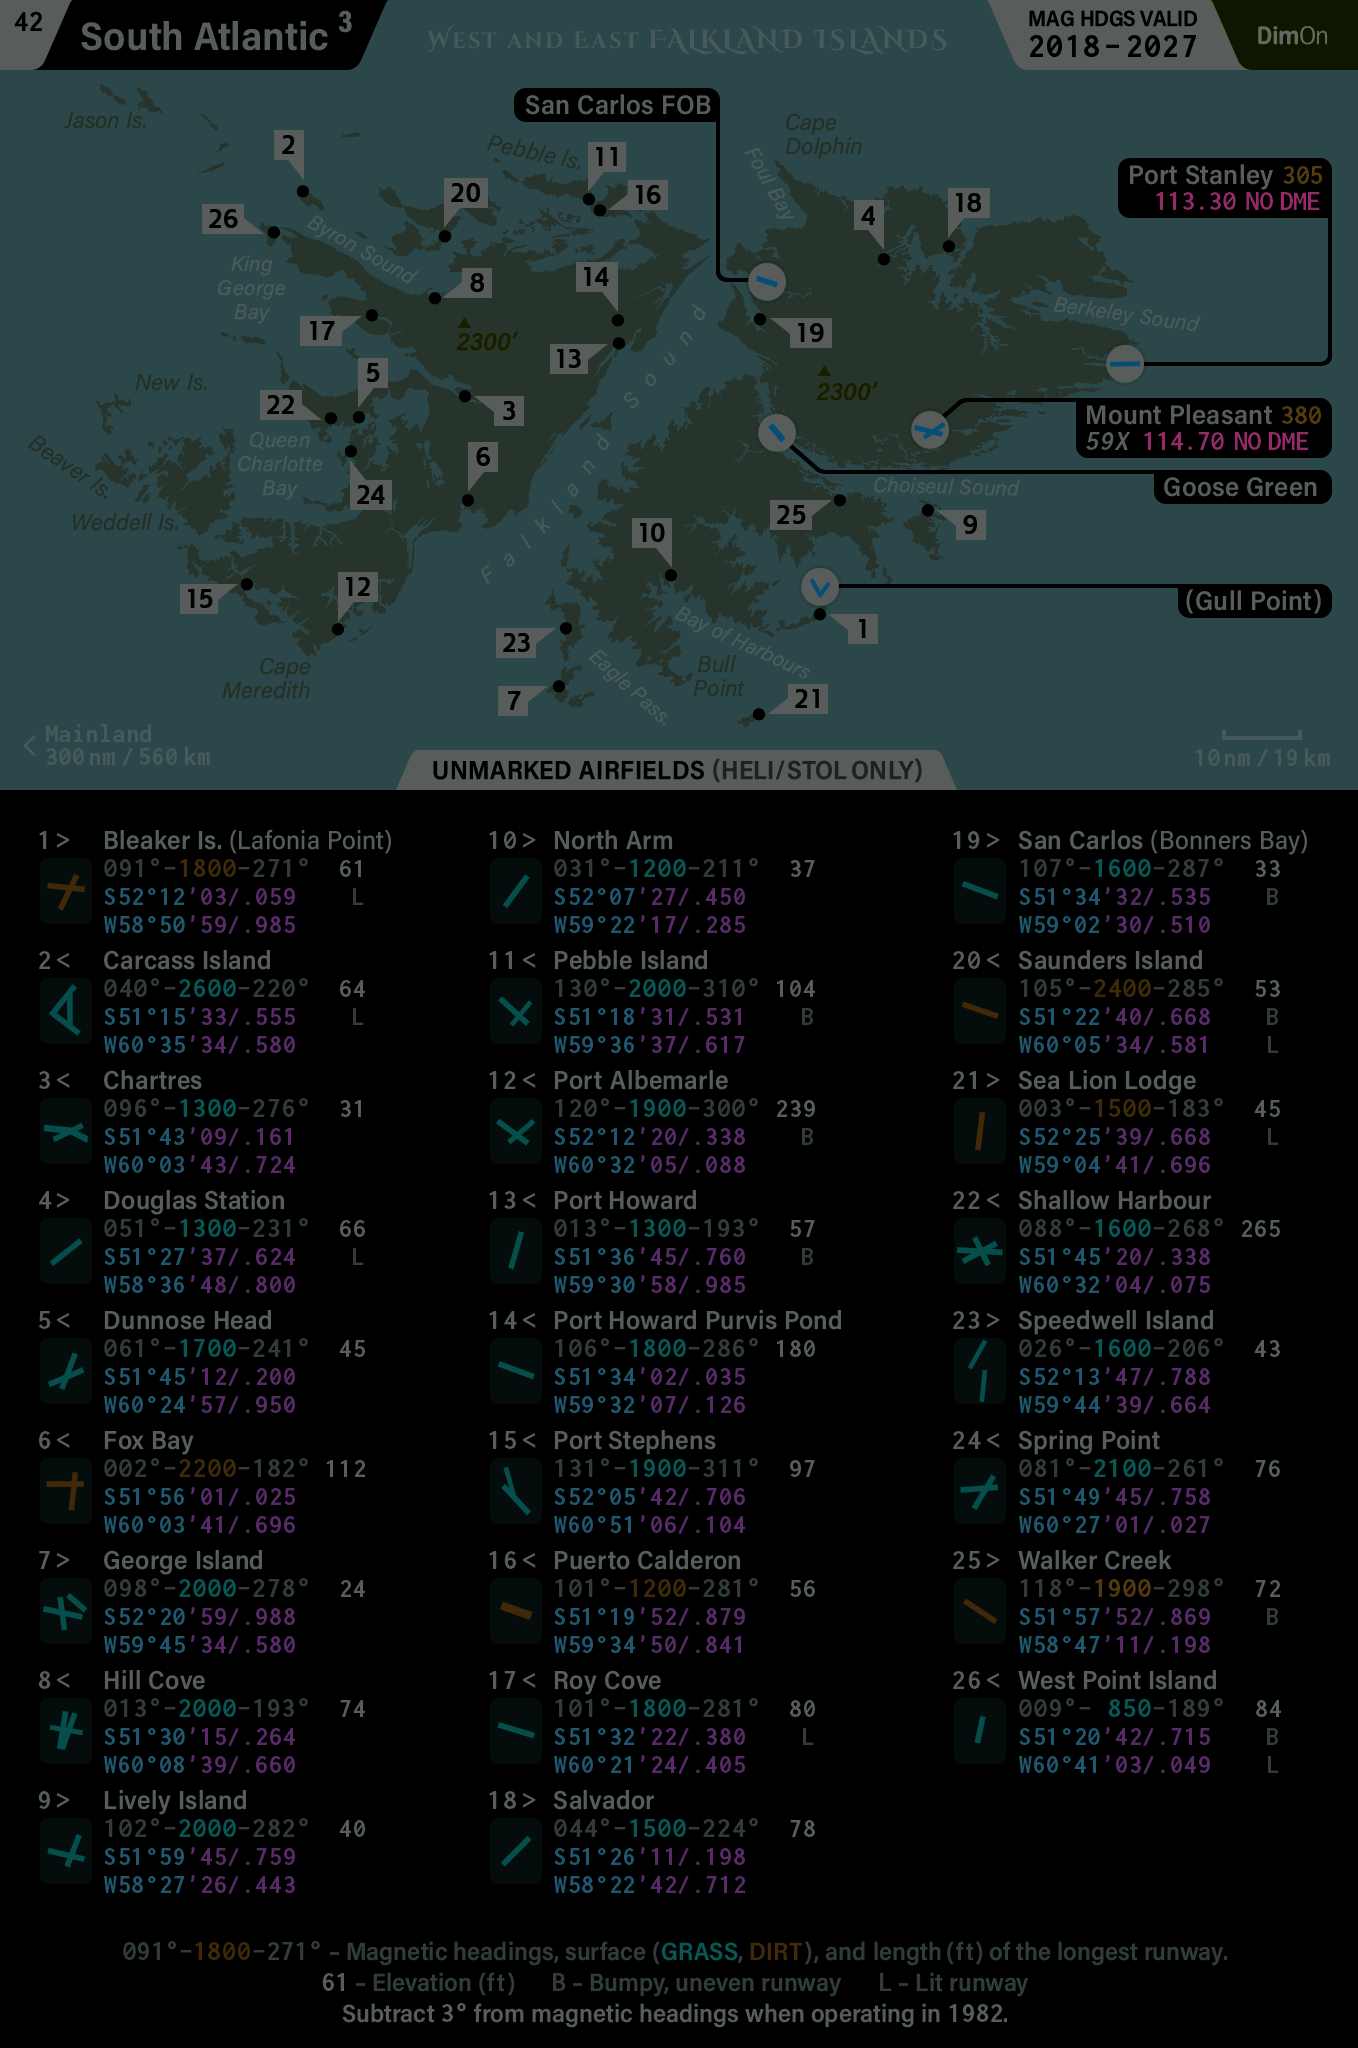 42
South Atlantic 3
West and East FALKLAND ISLANDS
MAG HDGS VALID
2018–2027
DimOn
Jason Is.
San Carlos FOB
Cape
Dolphin
Pebble Is.
Foul Bay
Port Stanley 305
113.30 NO DME
2
11
20
16
26
4
18
Byron Sound
King
George
Bay
8
14
17
2300'
13
19
Berkeley Sound
2300'
New Is.
5
22
3
Mount Pleasant 380
59X 114.70 NO DME
Queen
Charlotte
Bay
Beaver Is.
6
24
Falkland Sound
Goose Green
Choiseul Sound
Weddell Is.
25
9
10
15
12
(Gull Point)
1
23
Bay of Harbours
Cape
Meredith
Eagle Pass.
Bull
Point
7
21
< Mainland
300 nm / 560 km
10 nm / 19 km
UNMARKED AIRFIELDS (HELI/STOL ONLY)
1 > Bleaker Is. (Lafonia Point)
091°–1800–271° 61
S52°12'03/.059 L
W58°50'59/.985
2 < Carcass Island
040°–2600–220° 64
S51°15'33/.555 L
W60°35'34/.580
3 < Chartres
096°–1300–276° 31
S51°43'09/.161
W60°03'43/.724
4 > Douglas Station
051°–1300–231° 66
S51°27'37/.624 L
W58°36'48/.800
5 < Dunnose Head
061°–1700–241° 45
S51°45'12/.200
W60°24'57/.950
6 < Fox Bay
002°–2200–182° 112
S51°56'01/.025
W60°03'41/.696
7 > George Island
098°–2000–278° 24
S52°20'59/.988
W59°45'34/.580
8 < Hill Cove
013°–2000–193° 74
S51°30'15/.264
W60°08'39/.660
9 > Lively Island
102°–2000–282° 40
S51°59'45/.759
W58°27'26/.443
10 > North Arm
031°–1200–211° 37
S52°07'27/.450
W59°22'17/.285
11 < Pebble Island
130°–2000–310° 104
S51°18'31/.531 B
W59°36'37/.617
12 < Port Albemarle
120°–1900–300° 239
S52°12'20/.338 B
W60°32'05/.088
13 < Port Howard
013°–1300–193° 57
S51°36'45/.760 B
W59°30'58/.985
14 < Port Howard Purvis Pond
106°–1800–286° 180
S51°34'02/.035
W59°32'07/.126
15 < Port Stephens
131°–1900–311° 97
S52°05'42/.706
W60°51'06/.104
16 < Puerto Calderon
101°–1200–281° 56
S51°19'52/.879
W59°34'50/.841
17 < Roy Cove
101°–1800–281° 80
S51°32'22/.380 L
W60°21'24/.405
18 > Salvador
044°–1500–224° 78
S51°26'11/.198
W58°22'42/.712
19 > San Carlos (Bonners Bay)
107°–1600–287° 33
S51°34'32/.535 B
W59°02'30/.510
20 < Saunders Island
105°–2400–285° 53
S51°22'40/.668 B
W60°05'34/.581 L
21 > Sea Lion Lodge
003°–1500–183° 45
S52°25'39/.668 L
W59°04'41/.696
22 < Shallow Harbour
088°–1600–268° 265
S51°45'20/.338
W60°32'04/.075
23 > Speedwell Island
026°–1600–206° 43
S52°13'47/.788
W59°44'39/.664
24 < Spring Point
081°–2100–261° 76
S51°49'45/.758
W60°27'01/.027
25 > Walker Creek
118°–1900–298° 72
S51°57'52/.869 B
W58°47'11/.198
26 < West Point Island
009°– 850–189° 84
S51°20'42/.715 B
W60°41'03/.049 L
091°–1800–271° – Magnetic headings, surface (GRASS, DIRT), and length (ft) of the longest runway.
61 – Elevation (ft) B – Bumpy, uneven runway L – Lit runway
Subtract 3° from magnetic headings when operating in 1982.